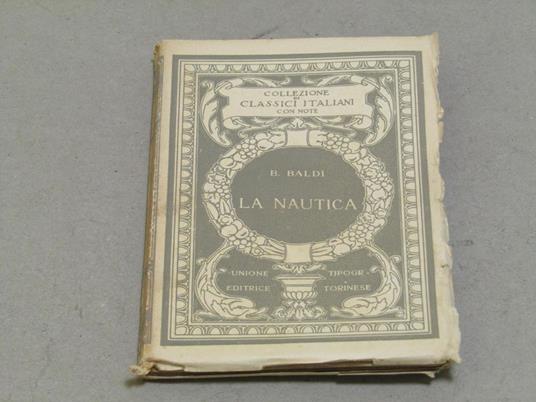 COLLEZIONE
DI
CLASSICI ITALIANI
CON NOTE
B. BALDI
LA NAUTICA
UNIONE TIPOGR-
EDITRICE TORINESE